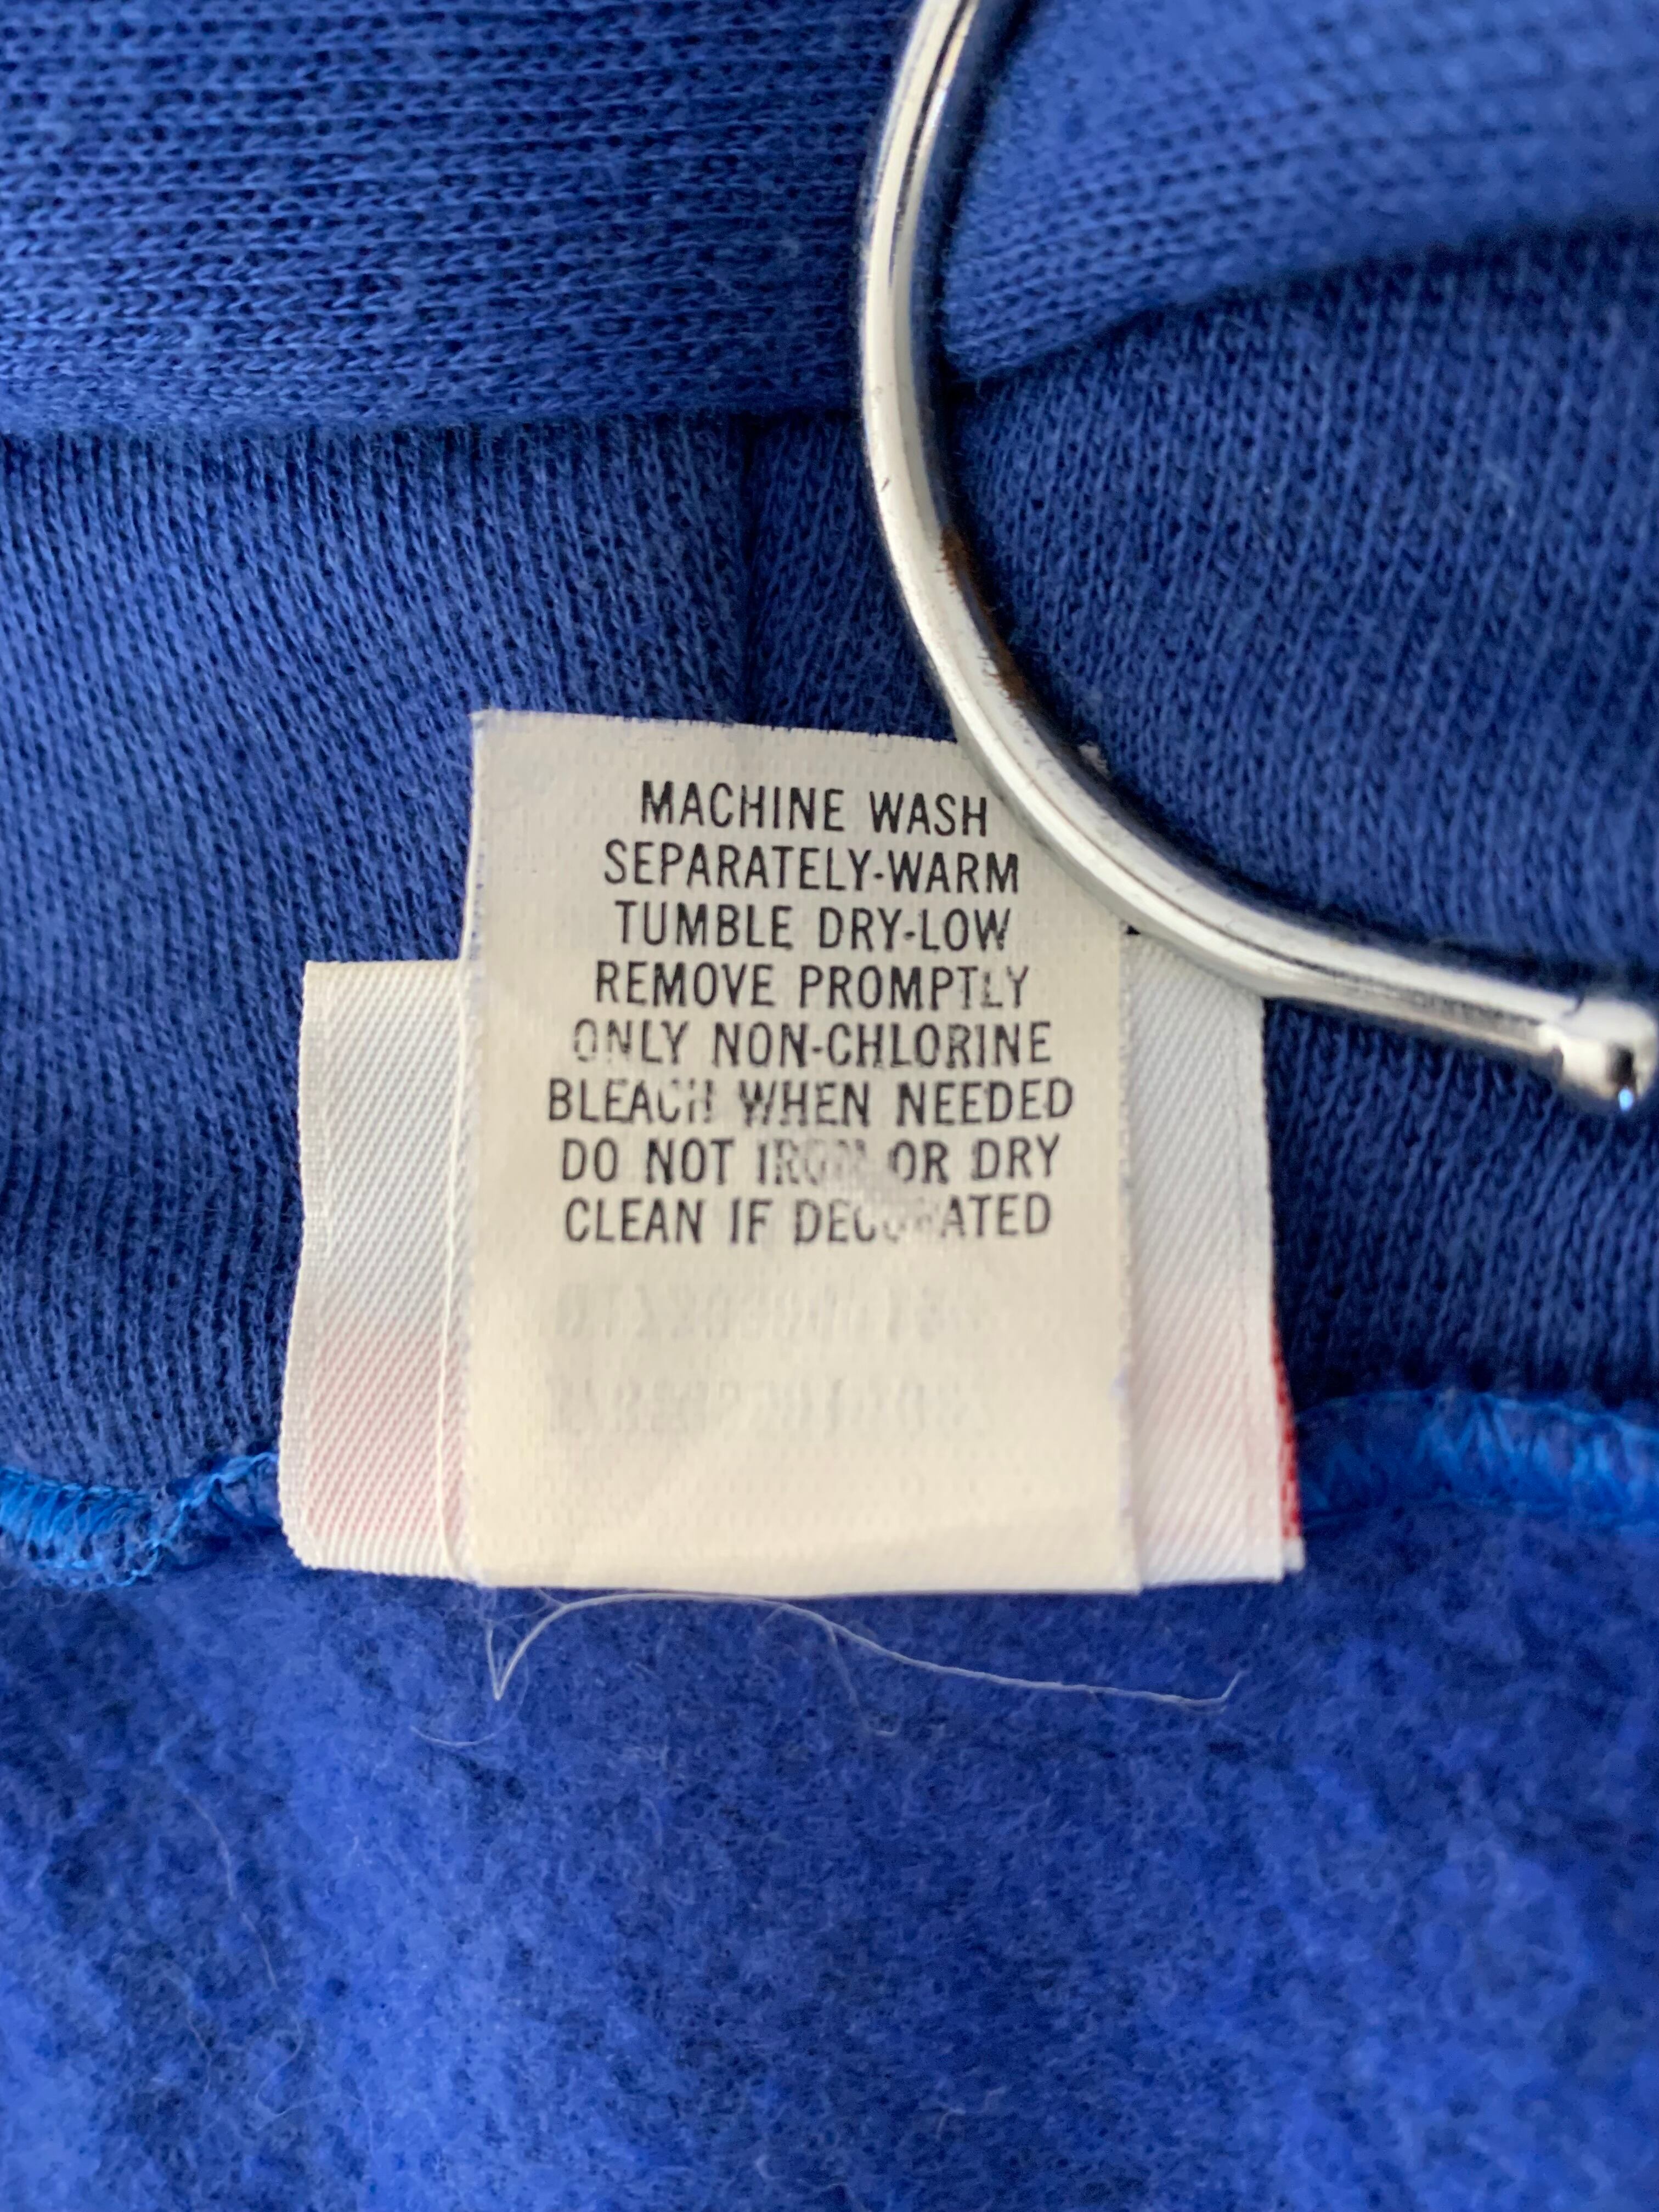 MACHINE WASH
SEPARATELY-WARM
TUMBLE DRY-LOW
REMOVE PROMPTLY
ONLY NON-CHLORINE
BLEACH WHEN NEEDED
DO NOT IRON OR DRY
CLEAN IF DECORATED